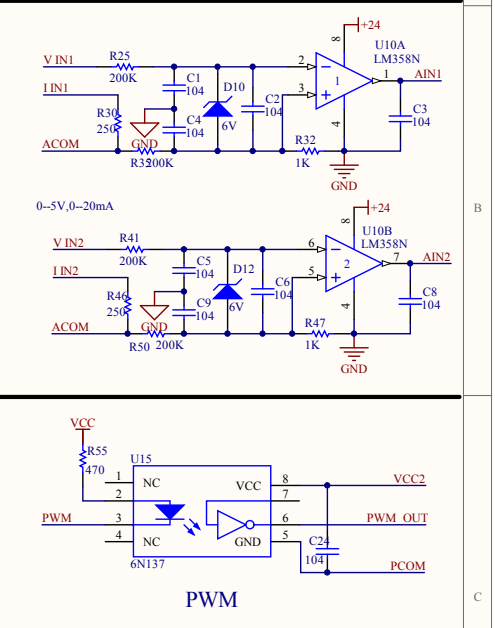 +24
8
U10A
LM358N
V IN1
R25
200K
2
1
1
AIN1
I IN1
C1
104
D10
C2
104
3
C3
104
R30
250
C4
104
6V
4
GND
ACOM
R35
200K
R32
1K
GND
0--5V,0--20mA
B
+24
8
U10B
LM358N
V IN2
R41
200K
6
2
7
AIN2
I IN2
C5
104
D12
C6
104
5
C8
104
R46
250
C9
104
6V
4
GND
ACOM
R50
200K
R47
1K
GND
VCC
R55
470
U15
1
NC
VCC
8
VCC2
2
7
PWM
3
6
PWM_OUT
4
NC
GND
5
C24
104
6N137
PCOM
PWM
C